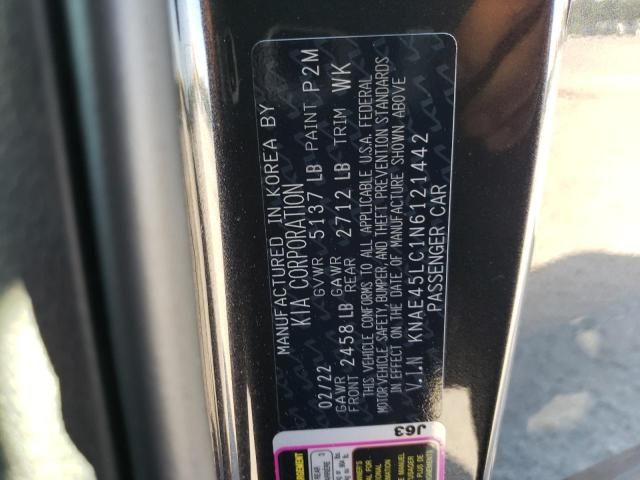 MANUFACTURED IN KOREA BY
KIA CORPORATION
02/22 GVWR 5137 LB PAINT P2M
GAWR FRONT 2458 LB GAWR REAR 2712 LB TRIM WK
THIS VEHICLE CONFORMS TO ALL APPLICABLE U.S.A. FEDERAL
MOTOR VEHICLE SAFETY, BUMPER, AND THEFT PREVENTION STANDARDS
IN EFFECT ON THE DATE OF MANUFACTURE SHOWN ABOVE
V.I.N KNAE45LC1N6121442
PASSENGER CAR
J63